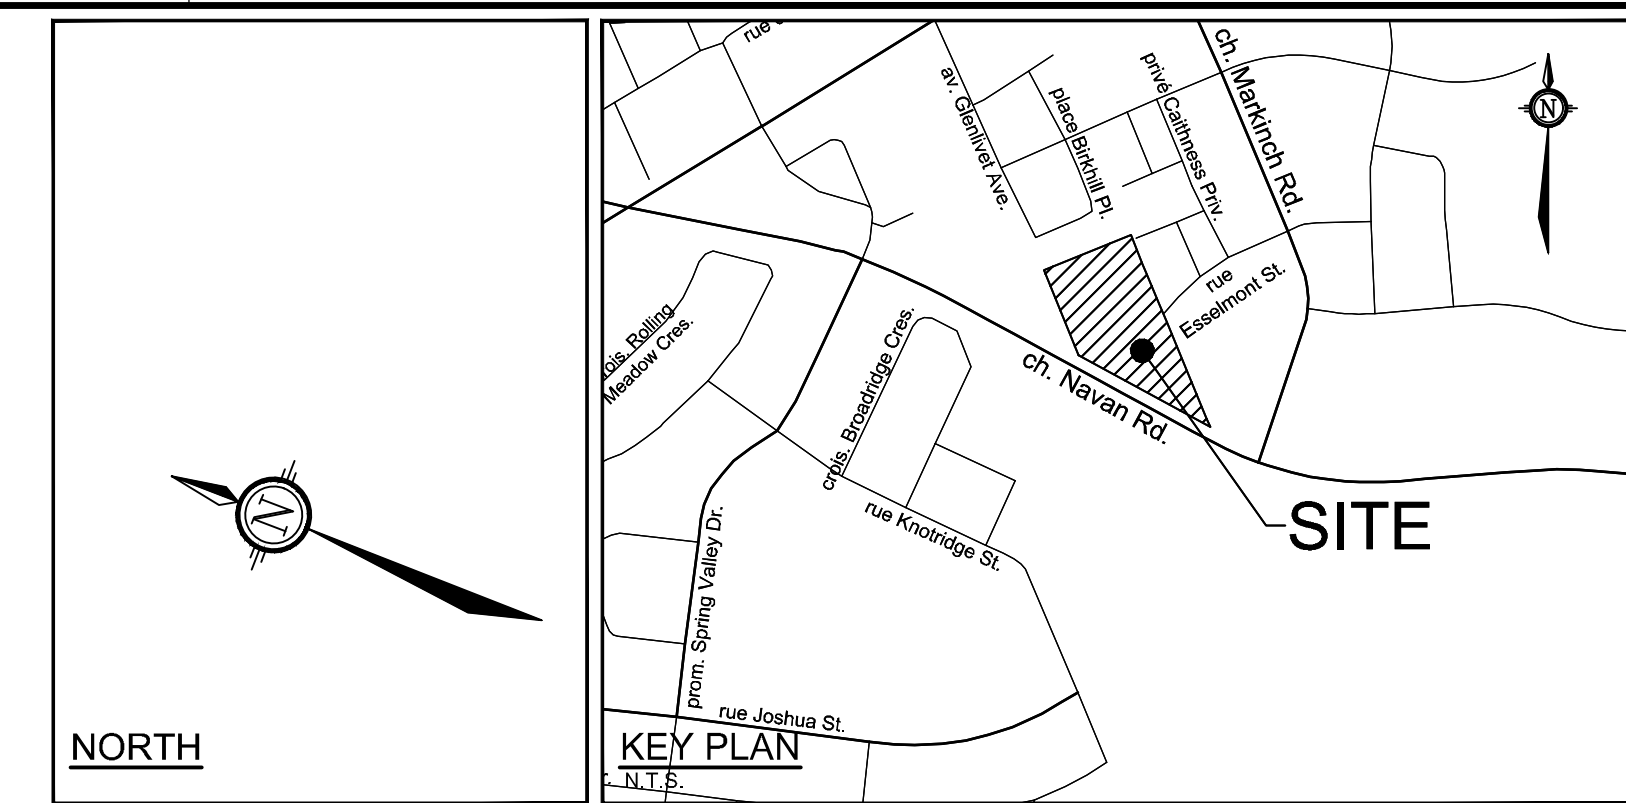 N
NORTH
rue
av. Glenlivet Ave.
place Birkhill Pl.
privé Caithness Priv.
ch. Markinch Rd.
N
rue
Esselmont St.
ch. Navan Rd.
SITE
crois. Broadridge Cres.
ois. Rolling
Meadow Cres.
rue Knotridge St.
prom. Spring Valley Dr.
rue Joshua St.
KEY PLAN
N.T.S.